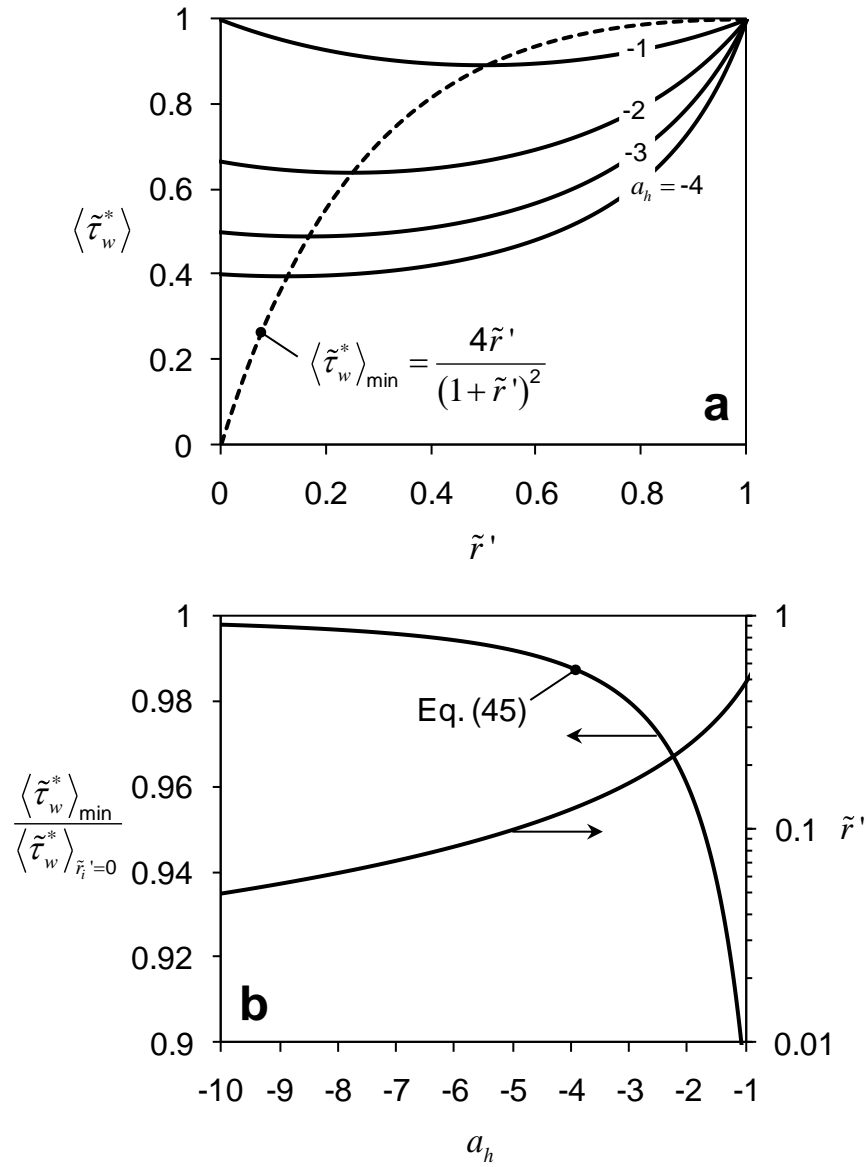 1
0.8
0.6
0.4
0.2
0
0
0.2
0.4
0.6
0.8
1
-1
-2
-3
a_h = -4
⟨τ̃*_w⟩
⟨τ̃*_w⟩_min = 4r̃' / (1+r̃')²
a
r̃'
1
0.98
0.96
0.94
0.92
0.9
1
0.1
0.01
Eq. (45)
⟨τ̃*_w⟩_min / ⟨τ̃*_w⟩_r̃_i'=0
r̃'
b
-10 -9 -8 -7 -6 -5 -4 -3 -2 -1
a_h